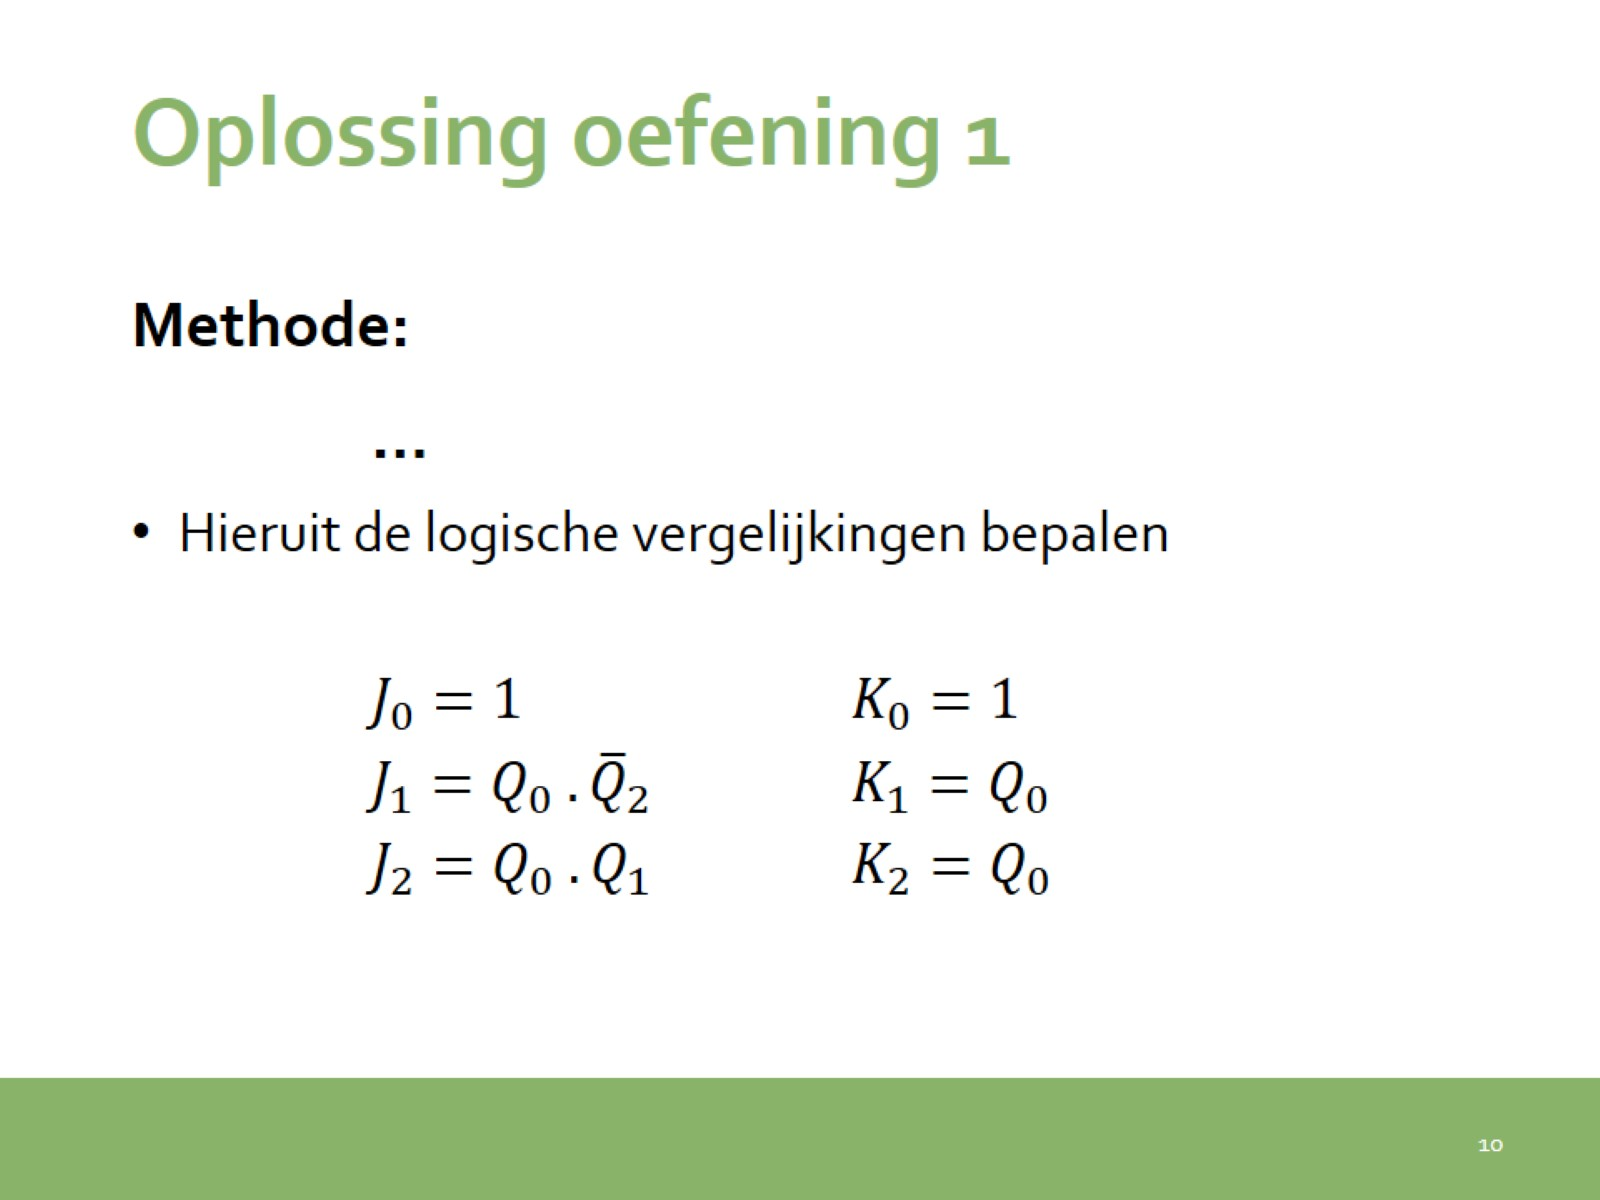 Oplossing oefening 1
Methode:
...
• Hieruit de logische vergelijkingen bepalen
J₀ = 1 K₀ = 1
J₁ = Q₀ . Q̄₂ K₁ = Q₀
J₂ = Q₀ . Q₁ K₂ = Q₀
10